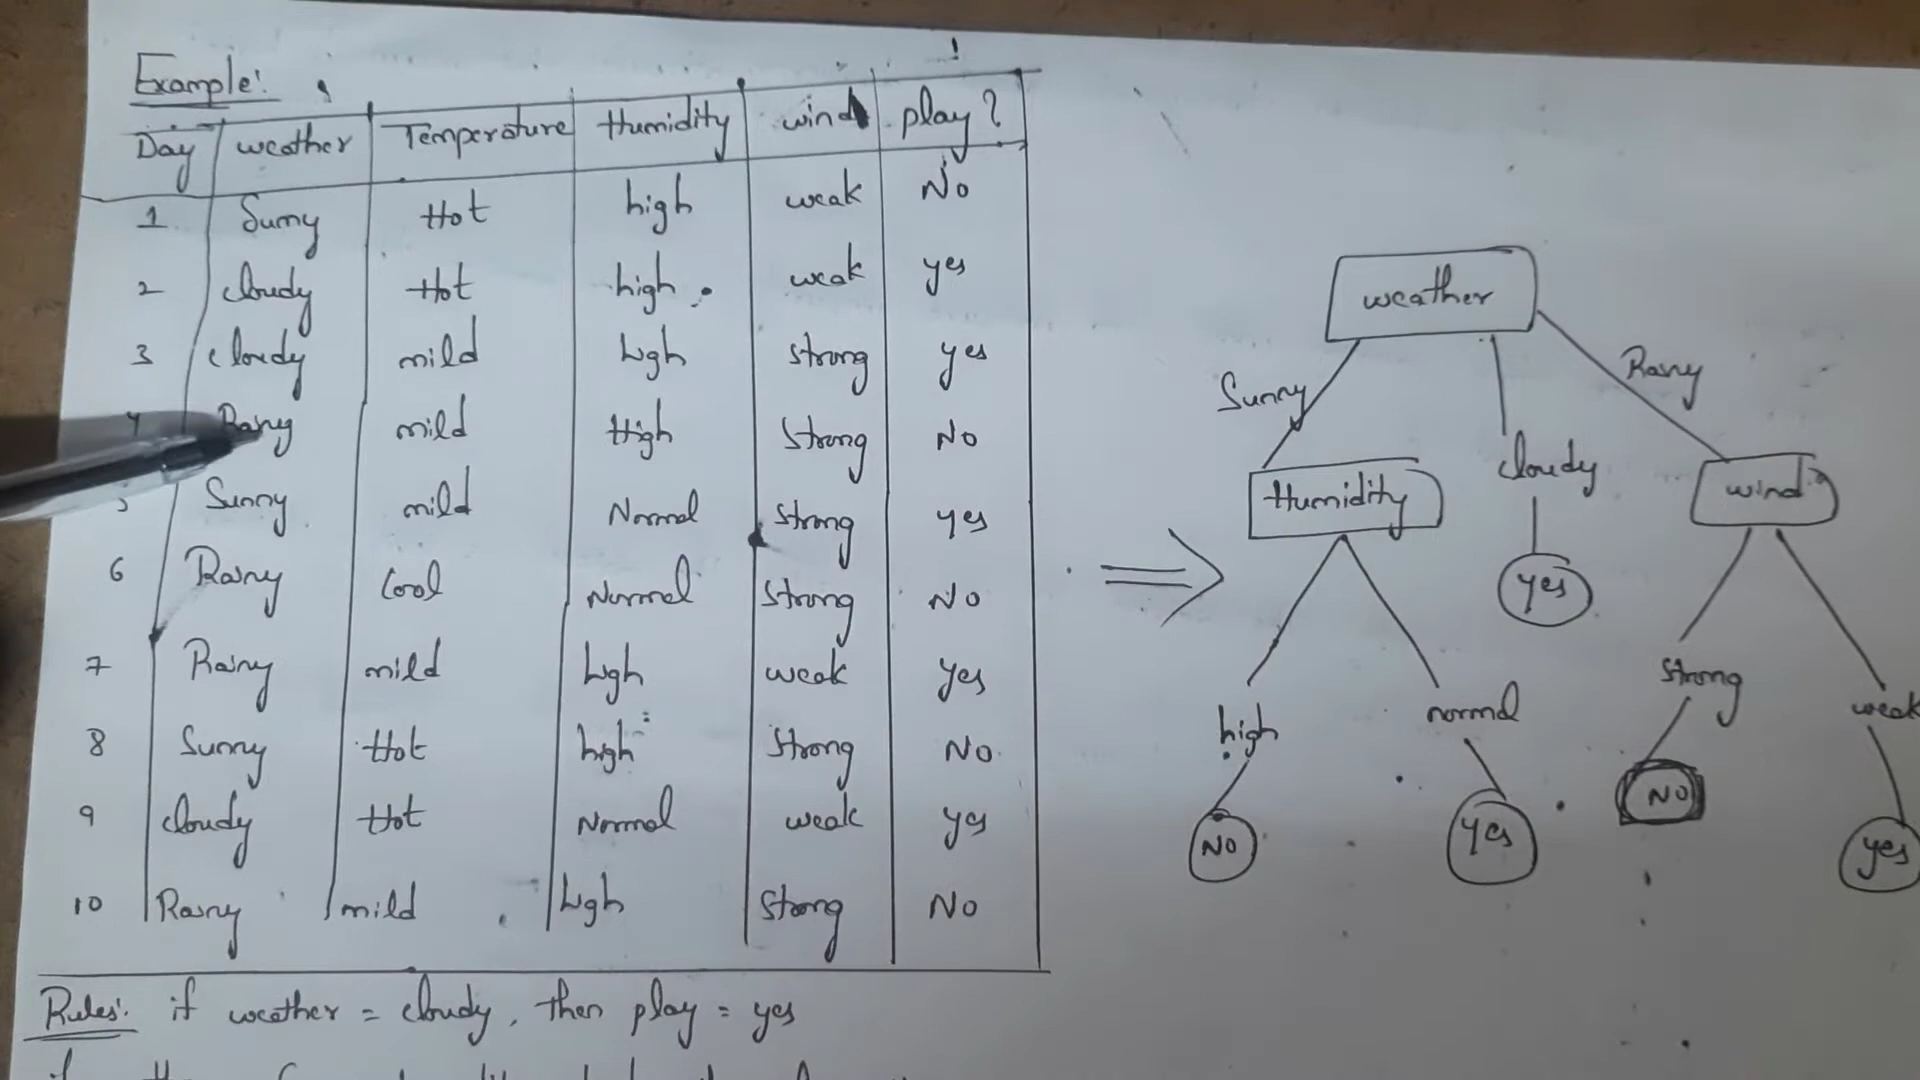 Example:
Day weather Temperature Humidity wind play?
1 Sunny Hot high weak No
2 cloudy Hot high weak yes
3 cloudy mild high strong yes
4 Rainy mild High Strong No
5 Sunny mild Normal Strong yes
6 Rainy Cool Normal Strong No
7 Rainy mild high weak yes
8 Sunny Hot high Strong No
9 cloudy Hot Normal weak yes
10 Rainy mild high Strong No
Rules: if weather = cloudy, then play = yes
weather
Sunny
cloudy
Rainy
Humidity
yes
wind
high
normal
strong
weak
No
yes
No
yes